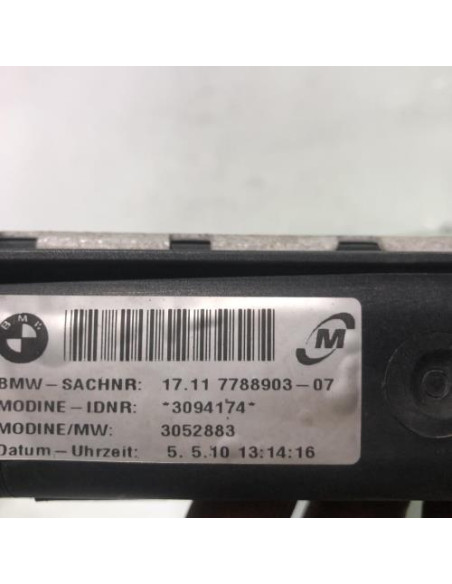 BMW
M
BMW-SACHNR: 17.11 7788903-07
MODINE-IDNR: *3094174*
MODINE/MW: 3052883
Datum-Uhrzeit: 5. 5.10 13:14:16